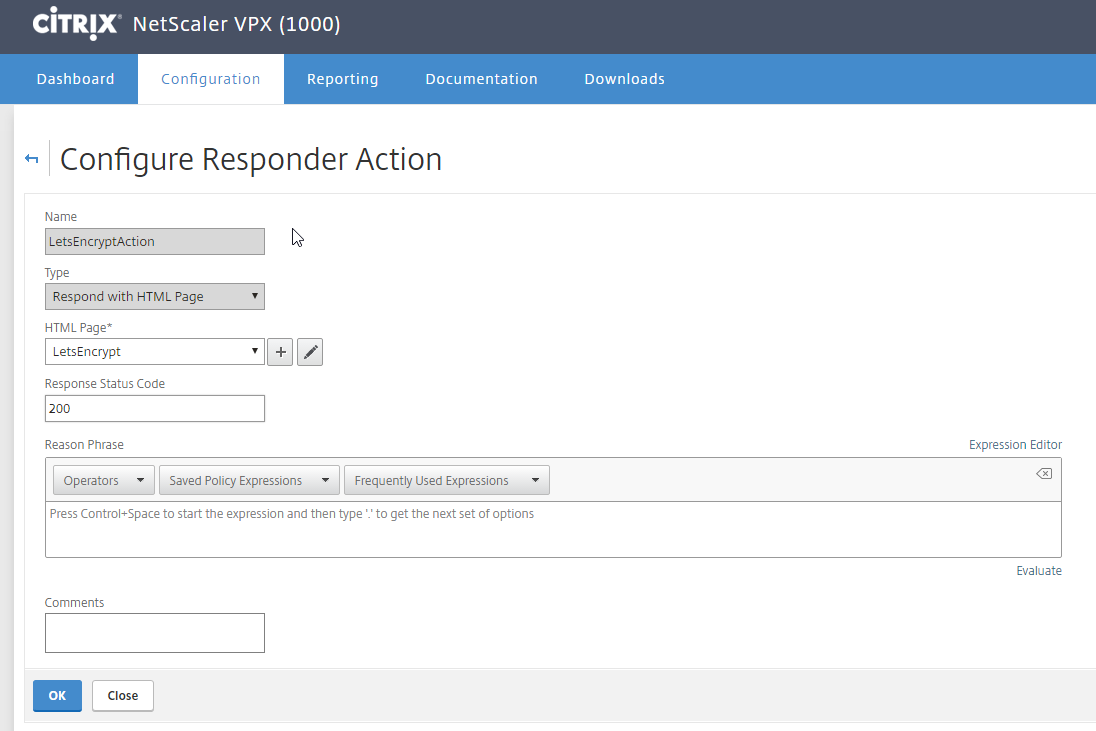 CİTRIX NetScaler VPX (1000)
Dashboard Configuration Reporting Documentation Downloads
Configure Responder Action
Name
LetsEncryptAction
Type
Respond with HTML Page
HTML Page*
LetsEncrypt
Response Status Code
200
Reason Phrase Expression Editor
Operators Saved Policy Expressions Frequently Used Expressions
Press Control+Space to start the expression and then type '.' to get the next set of options
Evaluate
Comments
OK Close